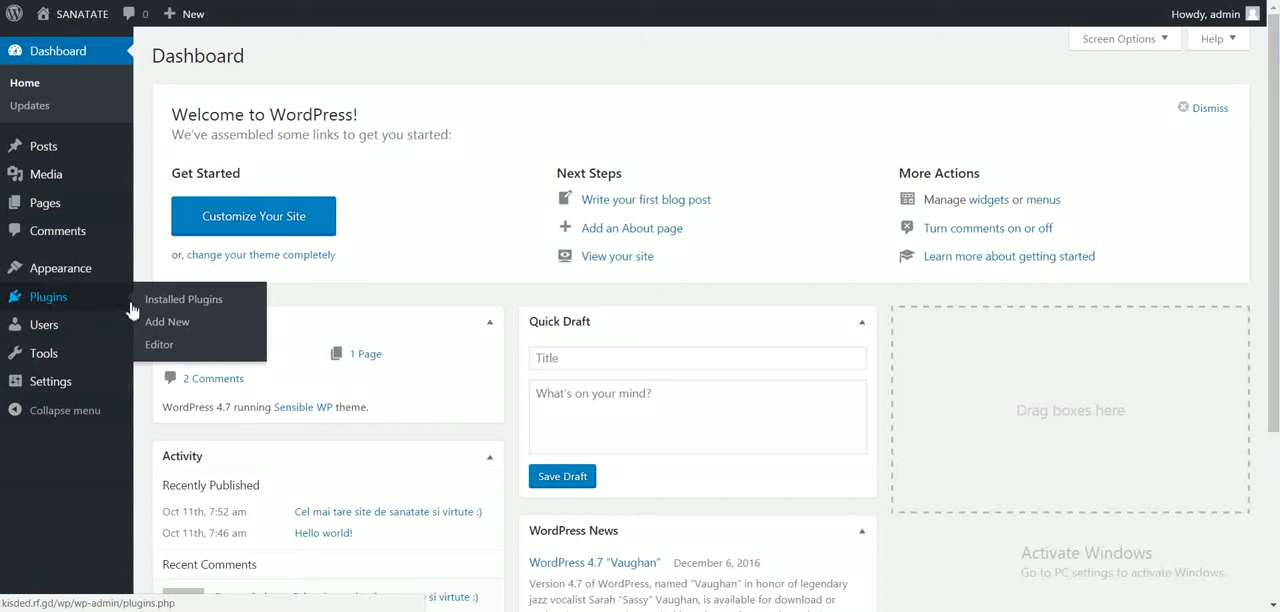 SANATATE
0
New
Howdy, admin
Dashboard
Home
Updates
Posts
Media
Pages
Comments
Appearance
Plugins
Users
Tools
Settings
Collapse menu
Installed Plugins
Add New
Editor
Dashboard
Screen Options
Help
Welcome to WordPress!
We've assembled some links to get you started:
Dismiss
Get Started
Customize Your Site
or, change your theme completely
Next Steps
Write your first blog post
Add an About page
View your site
More Actions
Manage widgets or menus
Turn comments on or off
Learn more about getting started
1 Page
2 Comments
WordPress 4.7 running Sensible WP theme.
Activity
Recently Published
Oct 11th, 7:52 am Cel mai tare site de sanatate si virtute :)
Oct 11th, 7:46 am Hello world!
Recent Comments
si virtute :)
Quick Draft
Title
What's on your mind?
Save Draft
WordPress News
WordPress 4.7 "Vaughan" December 6, 2016
Version 4.7 of WordPress, named "Vaughan" in honor of legendary
jazz vocalist Sarah "Sassy" Vaughan, is available for download or
Drag boxes here
Activate Windows
Go to PC settings to activate Windows.
kisded.rf.gd/wp/wp-admin/plugins.php